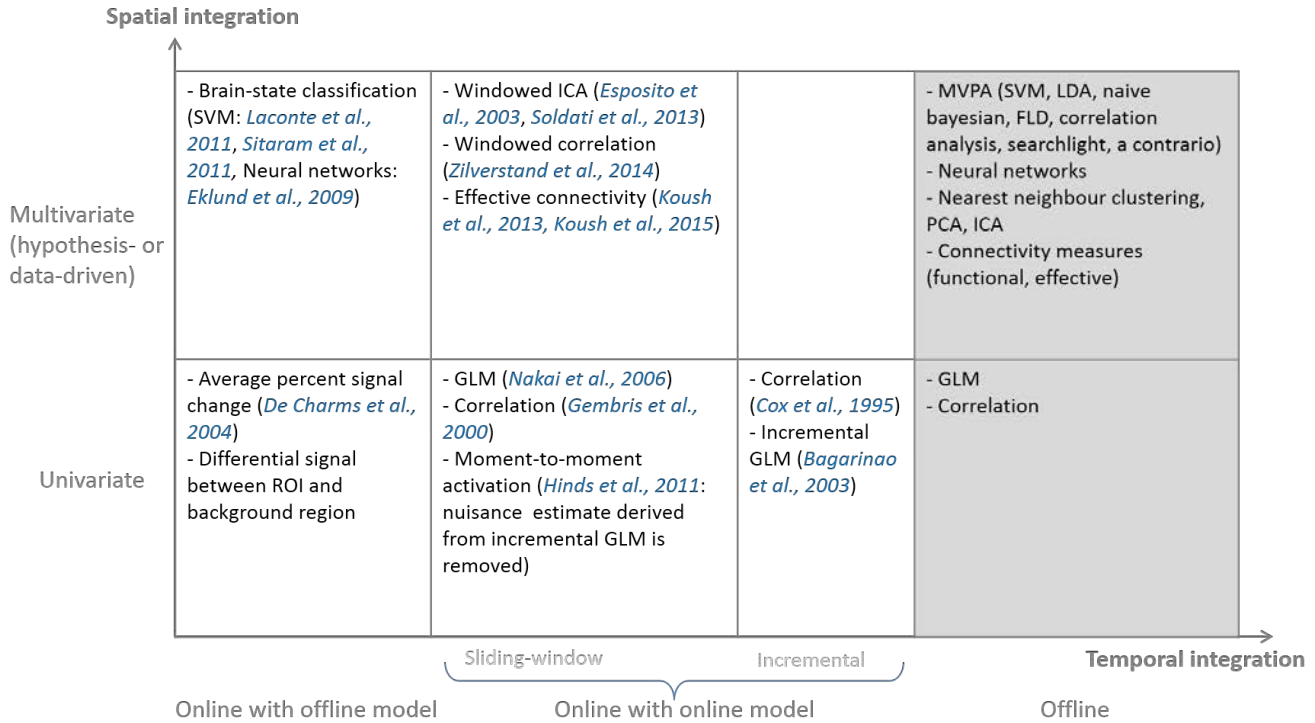 Spatial integration
Multivariate
(hypothesis- or
data-driven)
- Brain-state classification
(SVM: Laconte et al.,
2011, Sitaram et al.,
2011, Neural networks:
Eklund et al., 2009)
- Windowed ICA (Esposito et
al., 2003, Soldati et al., 2013)
- Windowed correlation
(Zilverstand et al., 2014)
- Effective connectivity (Koush
et al., 2013, Koush et al., 2015)
- MVPA (SVM, LDA, naive
bayesian, FLD, correlation
analysis, searchlight, a contrario)
- Neural networks
- Nearest neighbour clustering,
PCA, ICA
- Connectivity measures
(functional, effective)
Univariate
- Average percent signal
change (De Charms et al.,
2004)
- Differential signal
between ROI and
background region
- GLM (Nakai et al., 2006)
- Correlation (Gembris et al.,
2000)
- Moment-to-moment
activation (Hinds et al., 2011:
nuisance estimate derived
from incremental GLM is
removed)
- Correlation
(Cox et al., 1995)
- Incremental
GLM (Bagarinao
et al., 2003)
- GLM
- Correlation
Sliding-window
Incremental
Temporal integration
Online with offline model
Online with online model
Offline